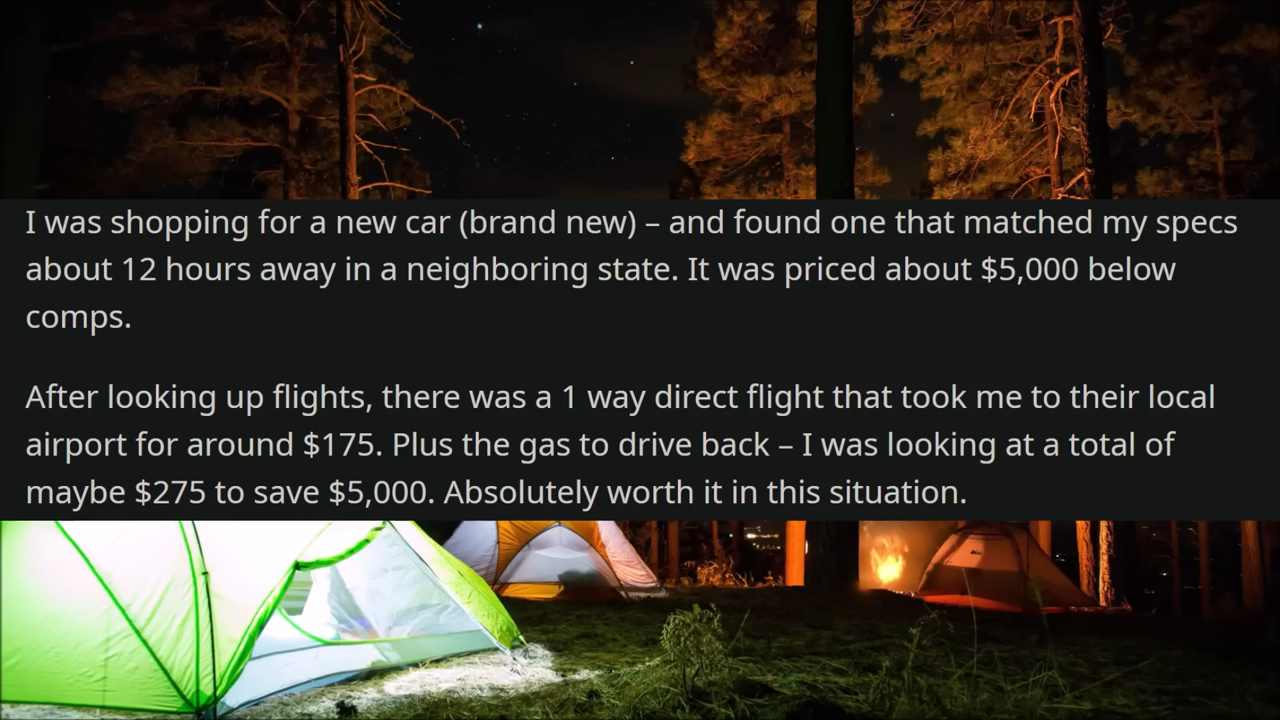 I was shopping for a new car (brand new) – and found one that matched my specs
about 12 hours away in a neighboring state. It was priced about $5,000 below
comps.
After looking up flights, there was a 1 way direct flight that took me to their local
airport for around $175. Plus the gas to drive back – I was looking at a total of
maybe $275 to save $5,000. Absolutely worth it in this situation.